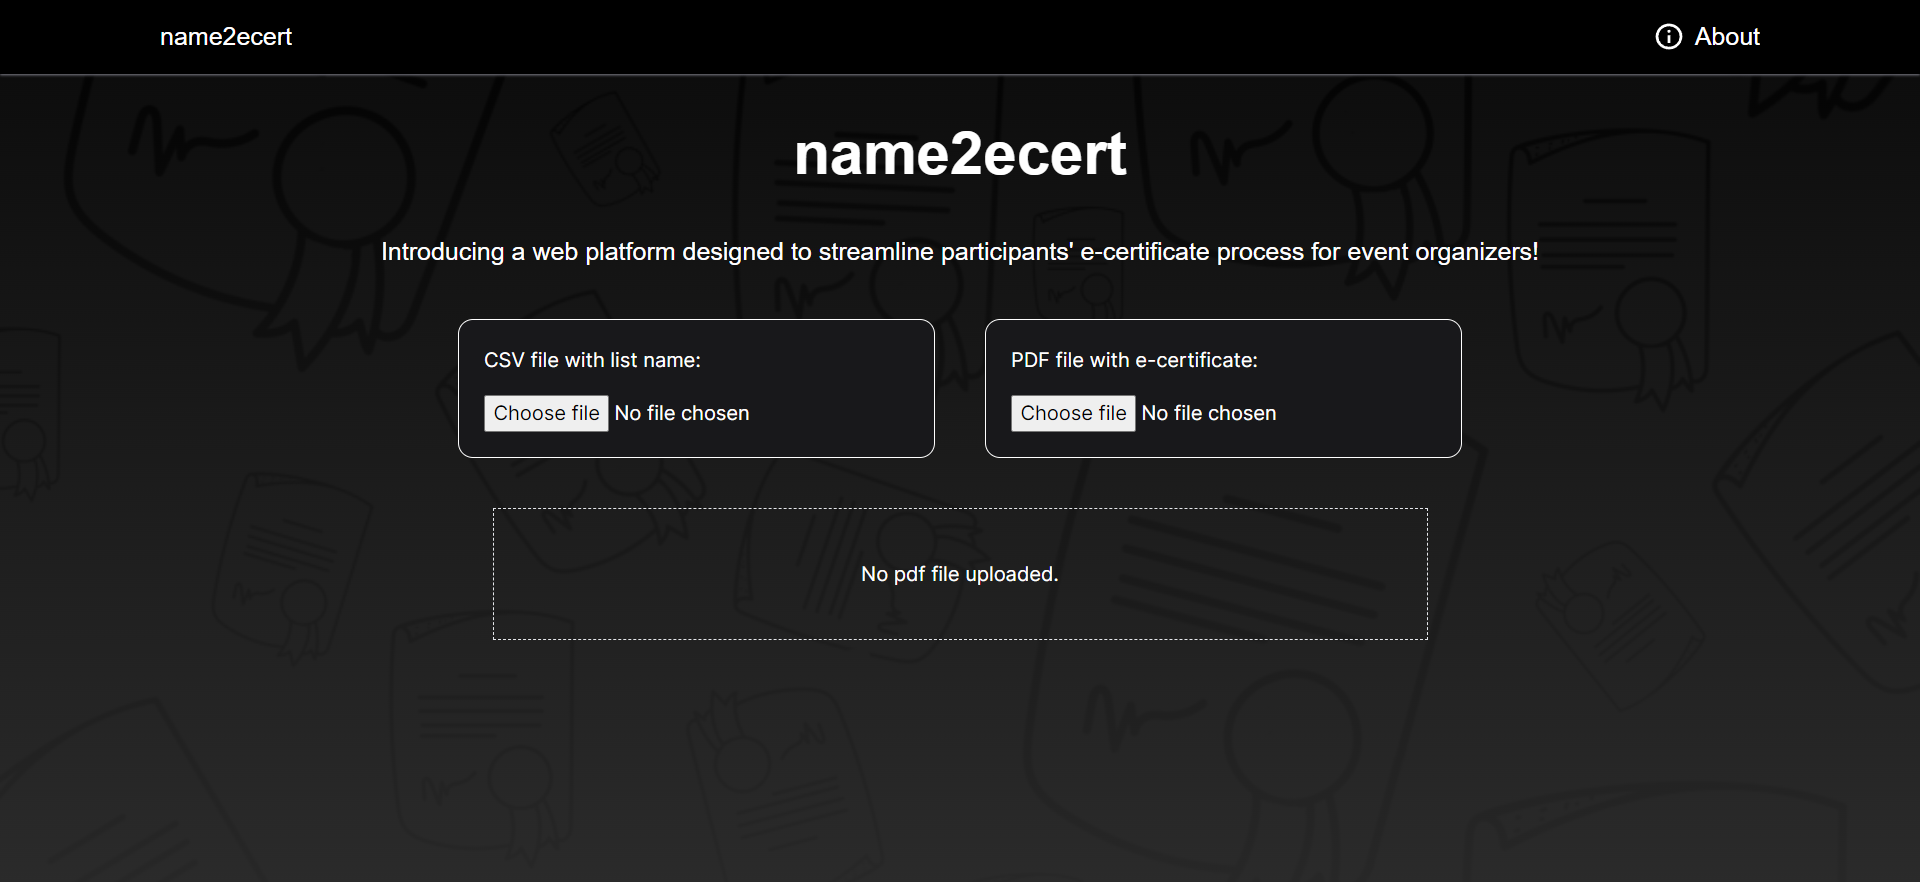 name2ecert
About
name2ecert
Introducing a web platform designed to streamline participants' e-certificate process for event organizers!
CSV file with list name:
Choose file No file chosen
PDF file with e-certificate:
Choose file No file chosen
No pdf file uploaded.